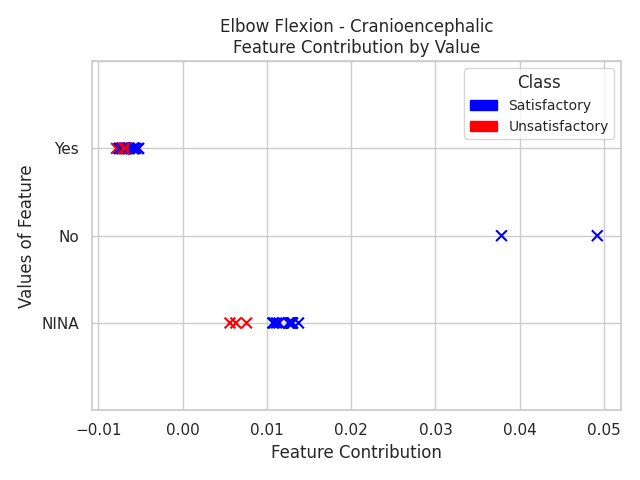 Elbow Flexion - Cranioencephalic
Feature Contribution by Value
Class
Satisfactory
Unsatisfactory
Values of Feature
Yes
No
NINA
−0.01 0.00 0.01 0.02 0.03 0.04 0.05
Feature Contribution